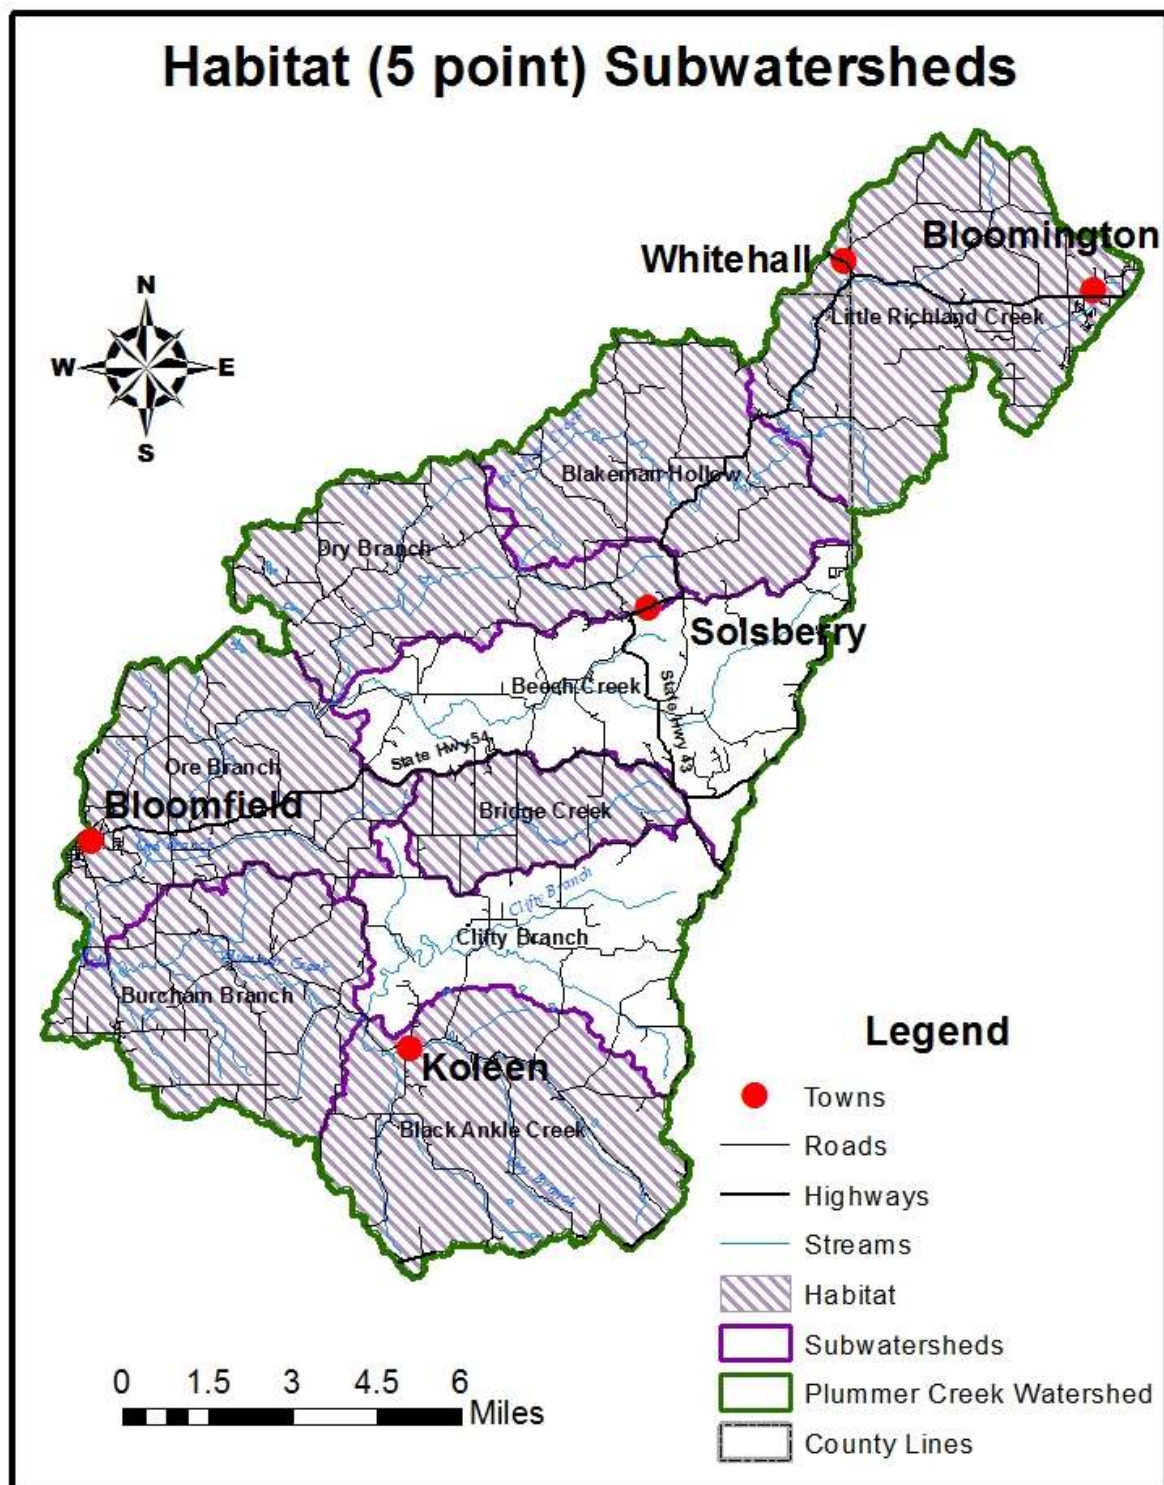 Habitat (5 point) Subwatersheds
Bloomington
Whitehall
N
W
E
S
Little Richland Creek
Blakeman Hollow
Dry Branch
Solsberry
Beech Creek
State Hwy 43
State Hwy 54
Ore Branch
Bloomfield
Bridge Creek
Clifty Branch
Clifty Branch
Burcham Branch
Koleen
Black Ankle Creek
Legend
Towns
Roads
Highways
Streams
Habitat
Subwatersheds
Plummer Creek Watershed
County Lines
0 1.5 3 4.5 6
Miles